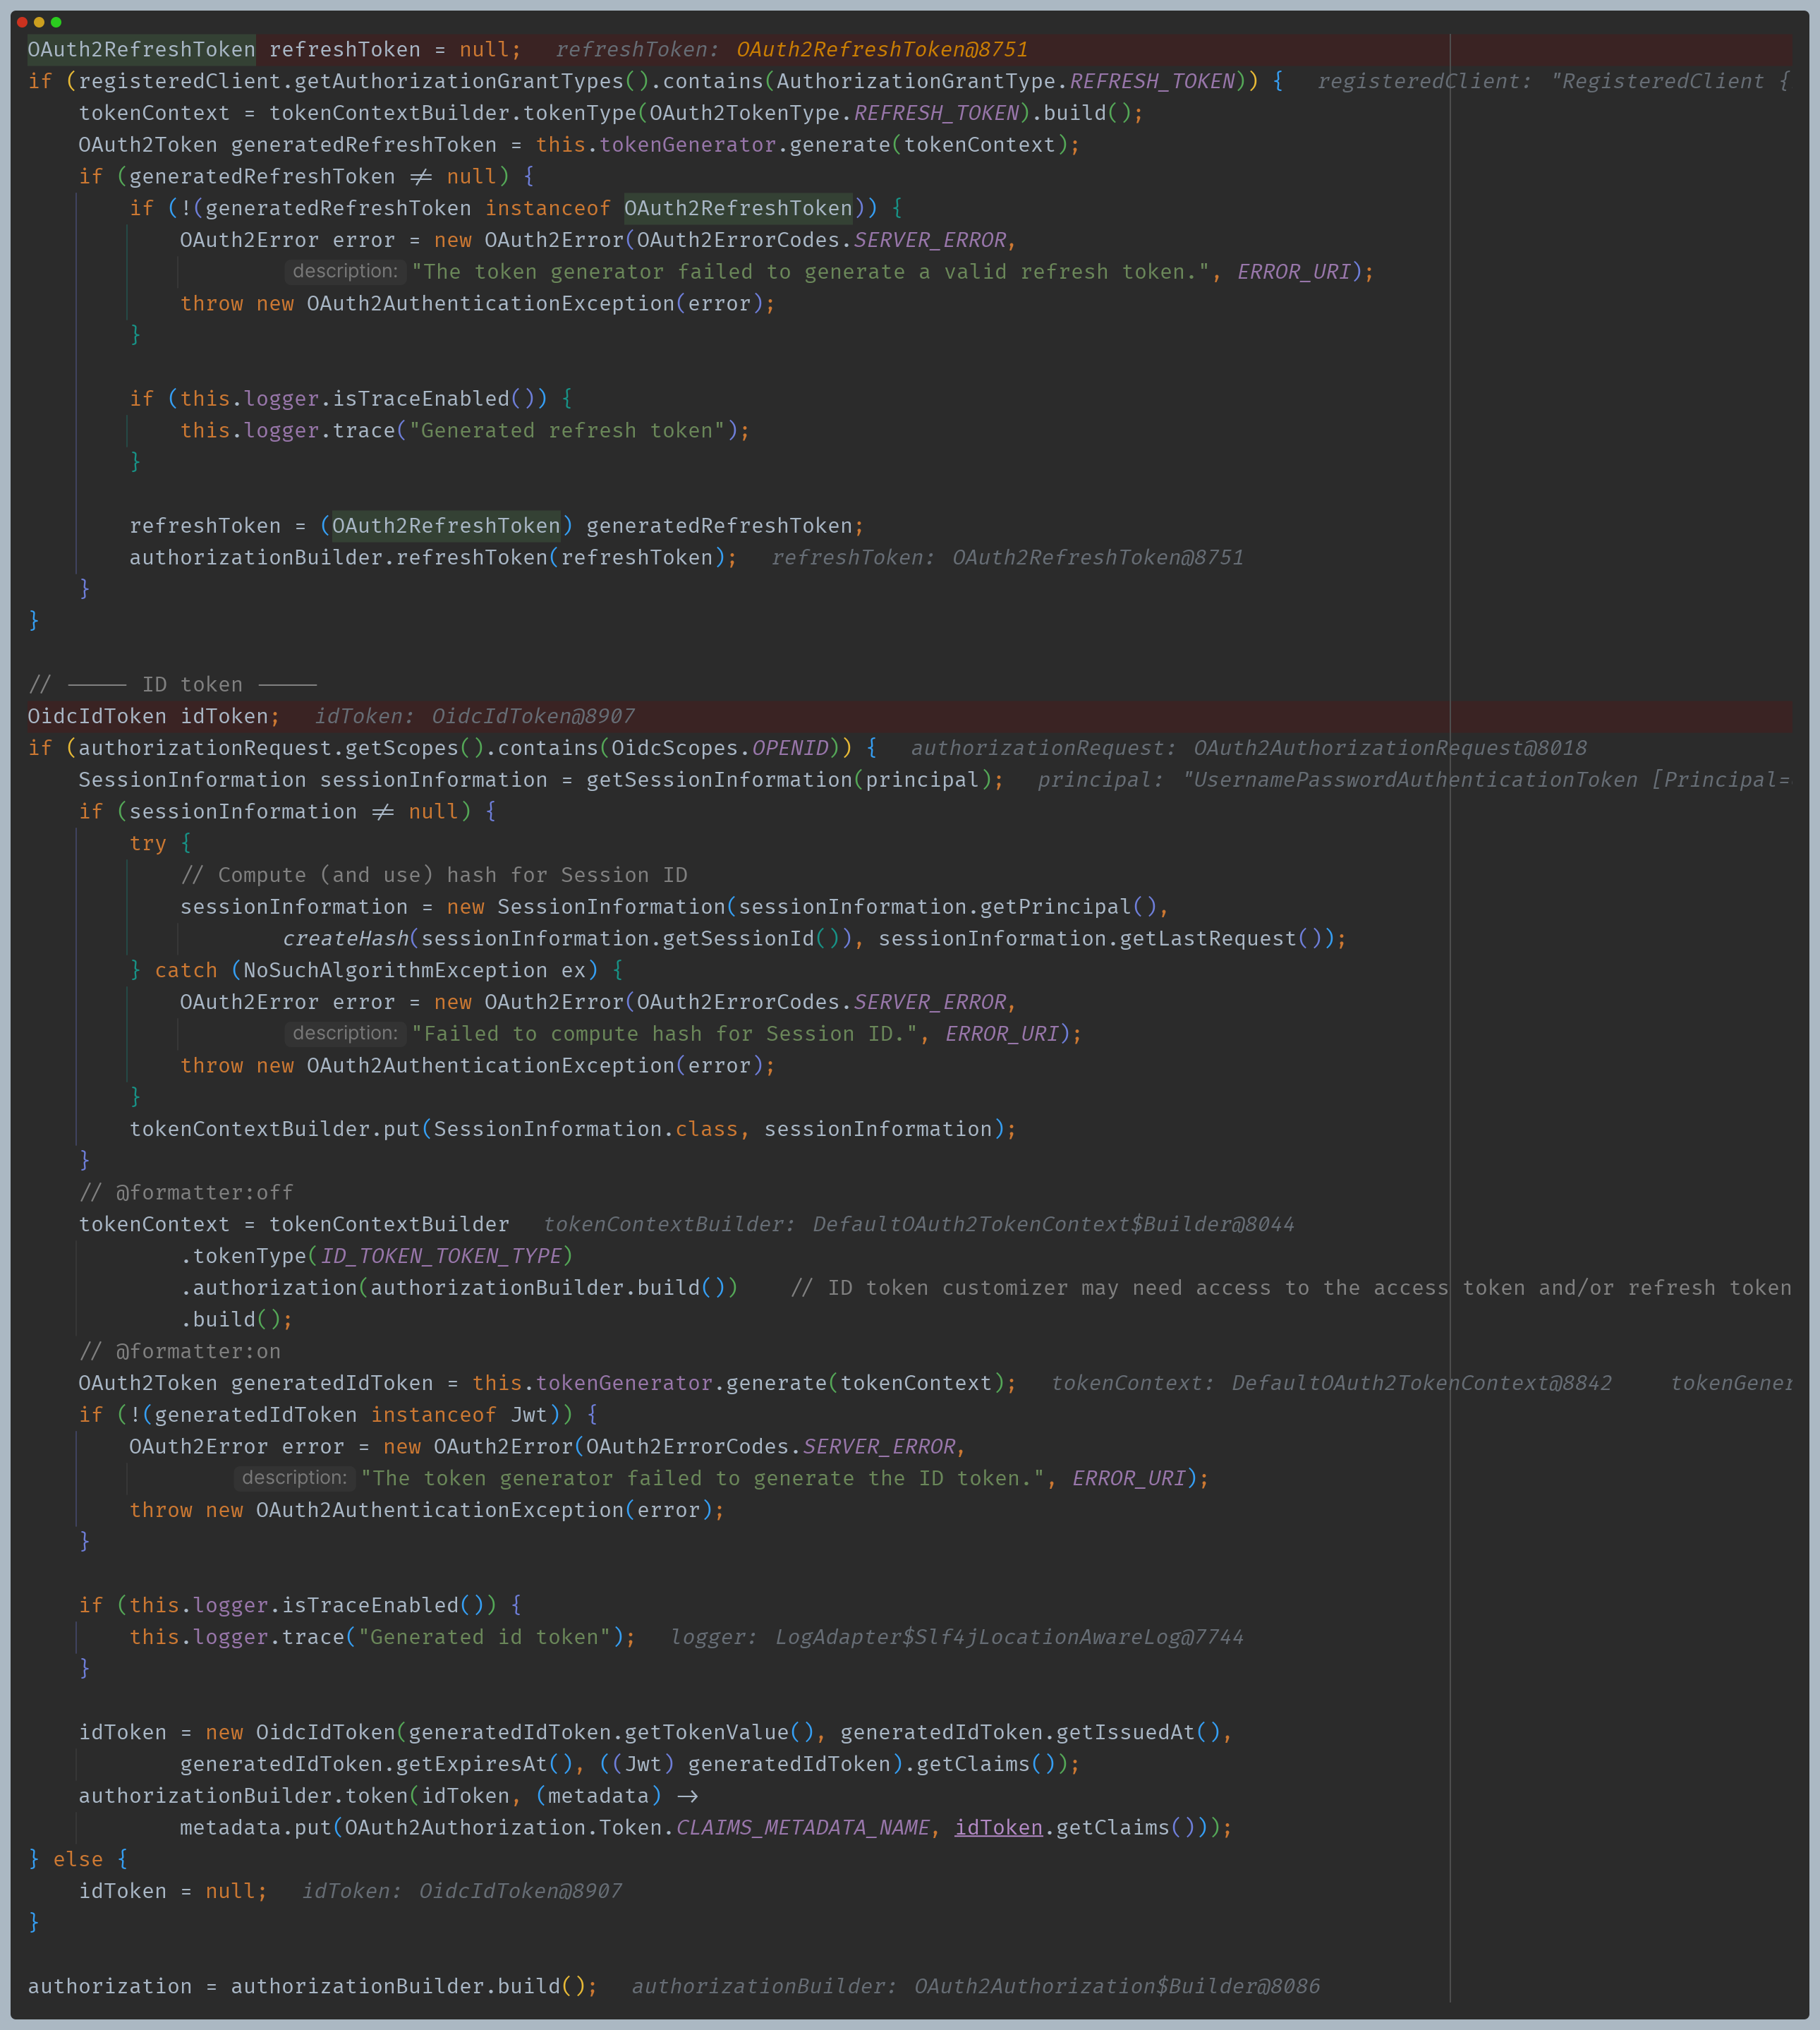 OAuth2RefreshToken refreshToken = null;   refreshToken: OAuth2RefreshToken@8751
if (registeredClient.getAuthorizationGrantTypes().contains(AuthorizationGrantType.REFRESH_TOKEN)) {   registeredClient: "RegisteredClient {
    tokenContext = tokenContextBuilder.tokenType(OAuth2TokenType.REFRESH_TOKEN).build();
    OAuth2Token generatedRefreshToken = this.tokenGenerator.generate(tokenContext);
    if (generatedRefreshToken != null) {
        if (!(generatedRefreshToken instanceof OAuth2RefreshToken)) {
            OAuth2Error error = new OAuth2Error(OAuth2ErrorCodes.SERVER_ERROR,
                    description: "The token generator failed to generate a valid refresh token.", ERROR_URI);
            throw new OAuth2AuthenticationException(error);
        }

        if (this.logger.isTraceEnabled()) {
            this.logger.trace("Generated refresh token");
        }

        refreshToken = (OAuth2RefreshToken) generatedRefreshToken;
        authorizationBuilder.refreshToken(refreshToken);   refreshToken: OAuth2RefreshToken@8751
    }
}

// ----- ID token -----
OidcIdToken idToken;   idToken: OidcIdToken@8907
if (authorizationRequest.getScopes().contains(OidcScopes.OPENID)) {   authorizationRequest: OAuth2AuthorizationRequest@8018
    SessionInformation sessionInformation = getSessionInformation(principal);   principal: "UsernamePasswordAuthenticationToken [Principal=
    if (sessionInformation != null) {
        try {
            // Compute (and use) hash for Session ID
            sessionInformation = new SessionInformation(sessionInformation.getPrincipal(),
                    createHash(sessionInformation.getSessionId()), sessionInformation.getLastRequest());
        } catch (NoSuchAlgorithmException ex) {
            OAuth2Error error = new OAuth2Error(OAuth2ErrorCodes.SERVER_ERROR,
                    description: "Failed to compute hash for Session ID.", ERROR_URI);
            throw new OAuth2AuthenticationException(error);
        }
        tokenContextBuilder.put(SessionInformation.class, sessionInformation);
    }
    // @formatter:off
    tokenContext = tokenContextBuilder   tokenContextBuilder: DefaultOAuth2TokenContext$Builder@8044
            .tokenType(ID_TOKEN_TOKEN_TYPE)
            .authorization(authorizationBuilder.build())    // ID token customizer may need access to the access token and/or refresh token
            .build();
    // @formatter:on
    OAuth2Token generatedIdToken = this.tokenGenerator.generate(tokenContext);   tokenContext: DefaultOAuth2TokenContext@8842     tokenGener
    if (!(generatedIdToken instanceof Jwt)) {
        OAuth2Error error = new OAuth2Error(OAuth2ErrorCodes.SERVER_ERROR,
                description: "The token generator failed to generate the ID token.", ERROR_URI);
        throw new OAuth2AuthenticationException(error);
    }

    if (this.logger.isTraceEnabled()) {
        this.logger.trace("Generated id token");   logger: LogAdapter$Slf4jLocationAwareLog@7744
    }

    idToken = new OidcIdToken(generatedIdToken.getTokenValue(), generatedIdToken.getIssuedAt(),
            generatedIdToken.getExpiresAt(), ((Jwt) generatedIdToken).getClaims());
    authorizationBuilder.token(idToken, (metadata) ->
            metadata.put(OAuth2Authorization.Token.CLAIMS_METADATA_NAME, idToken.getClaims()));
} else {
    idToken = null;   idToken: OidcIdToken@8907
}

authorization = authorizationBuilder.build();   authorizationBuilder: OAuth2Authorization$Builder@8086